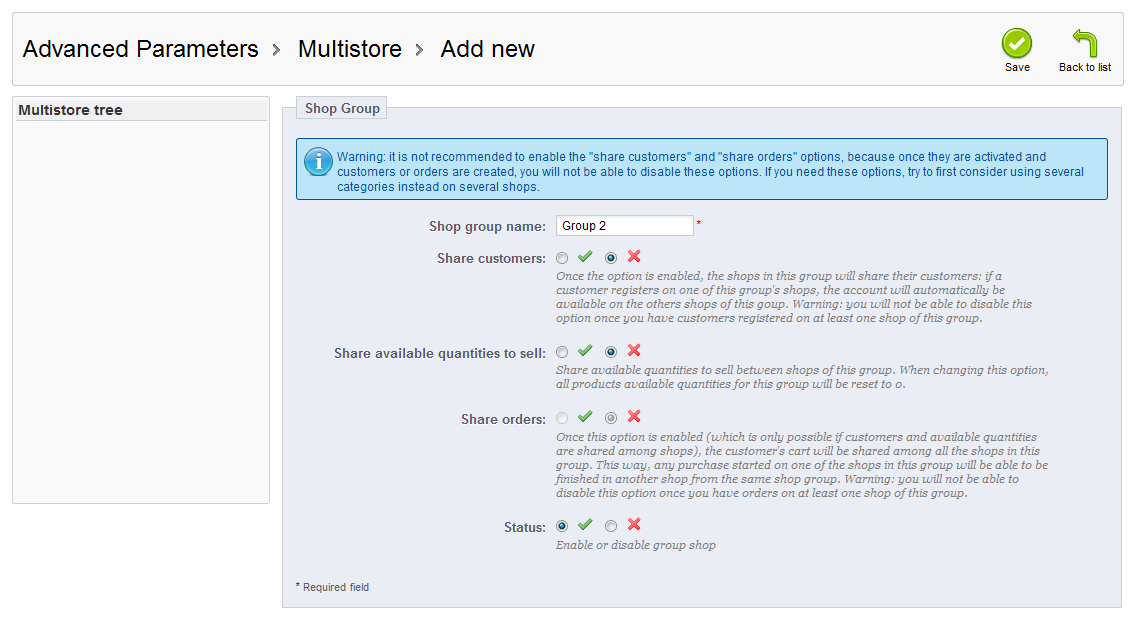 Advanced Parameters > Multistore > Add new
Save
Back to list
Multistore tree
Shop Group
Warning: it is not recommended to enable the "share customers" and "share orders" options, because once they are activated and
customers or orders are created, you will not be able to disable these options. If you need these options, try to first consider using several
categories instead on several shops.
Shop group name: Group 2 *
Share customers:
Once the option is enabled, the shops in this group will share their customers: if a
customer registers on one of this group's shops, the account will automatically be
available on the others shops of this goup. Warning: you will not be able to disable this
option once you have customers registered on at least one shop of this group.
Share available quantities to sell:
Share available quantities to sell between shops of this group. When changing this option,
all products available quantities for this group will be reset to 0.
Share orders:
Once this option is enabled (which is only possible if customers and available quantities
are shared among shops), the customer's cart will be shared among all the shops in this
group. This way, any purchase started on one of the shops in this group will be able to be
finished in another shop from the same shop group. Warning: you will not be able to
disable this option once you have orders on at least one shop of this group.
Status:
Enable or disable group shop
* Required field